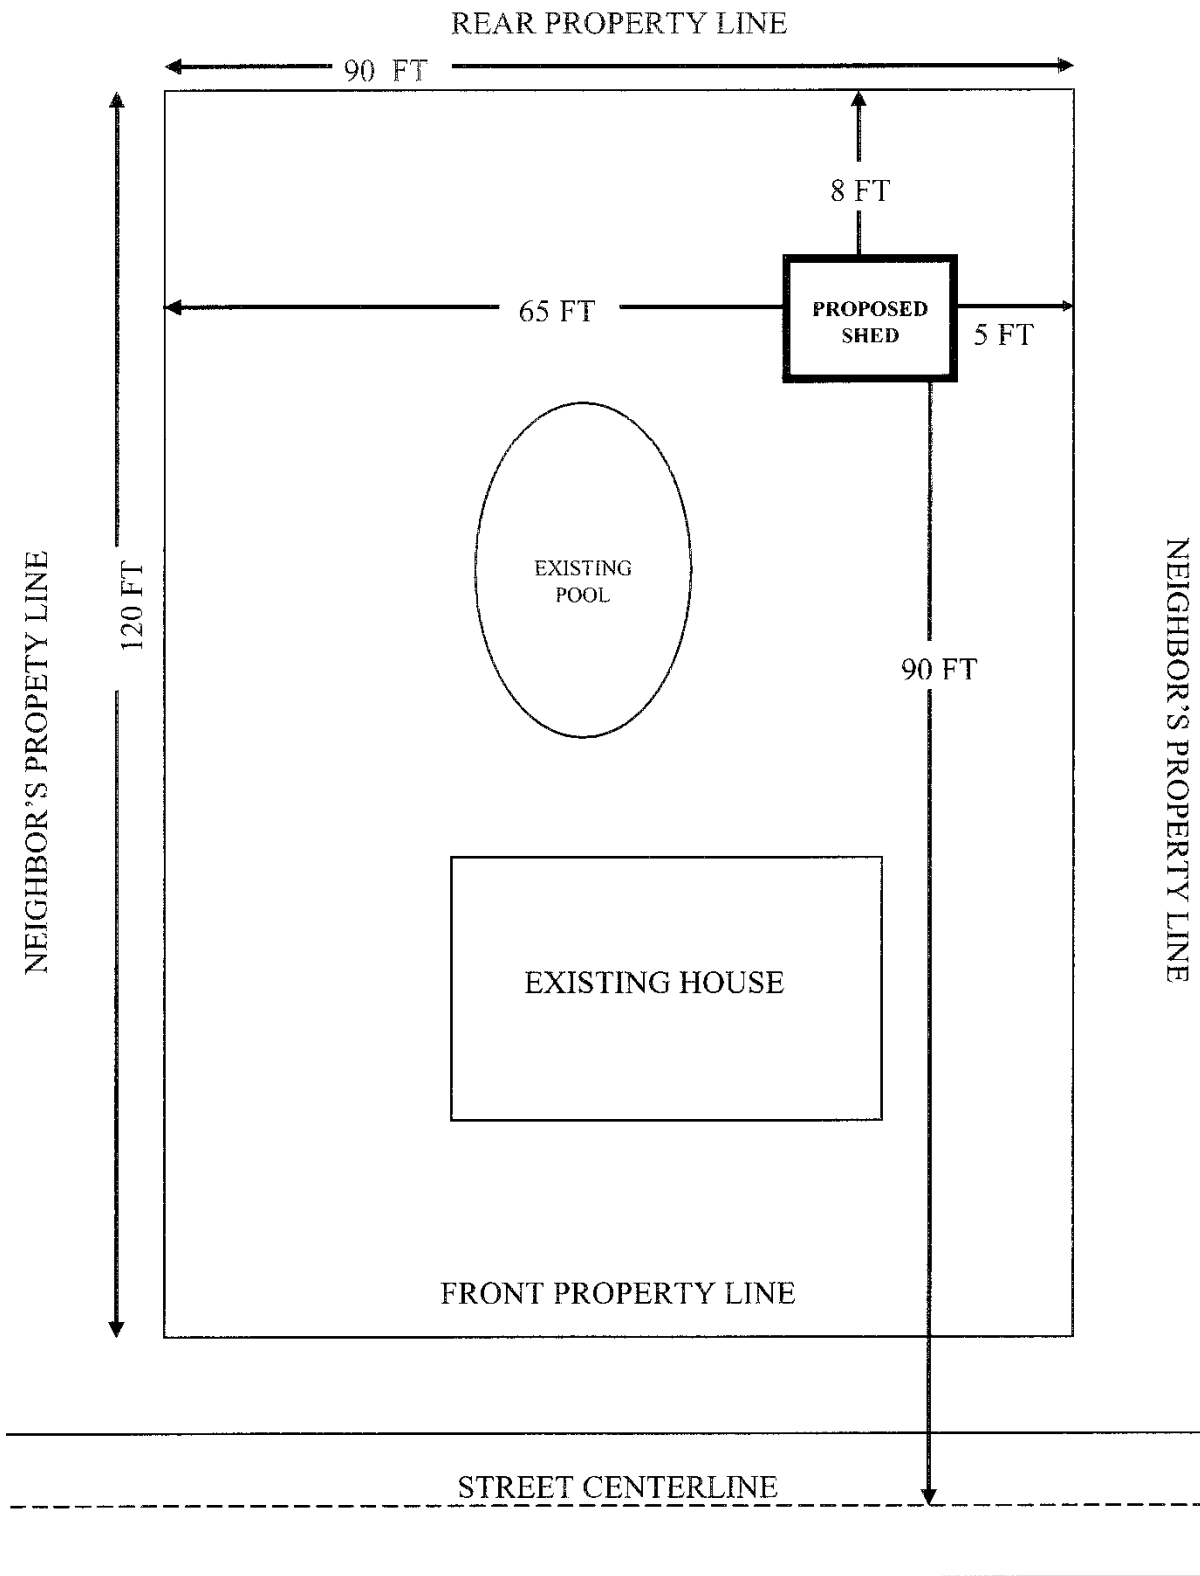 REAR PROPERTY LINE
90 FT
8 FT
65 FT
PROPOSED
SHED
5 FT
EXISTING
POOL
120 FT
NEIGHBOR'S PROPETY LINE
NEIGHBOR'S PROPERTY LINE
90 FT
EXISTING HOUSE
FRONT PROPERTY LINE
STREET CENTERLINE